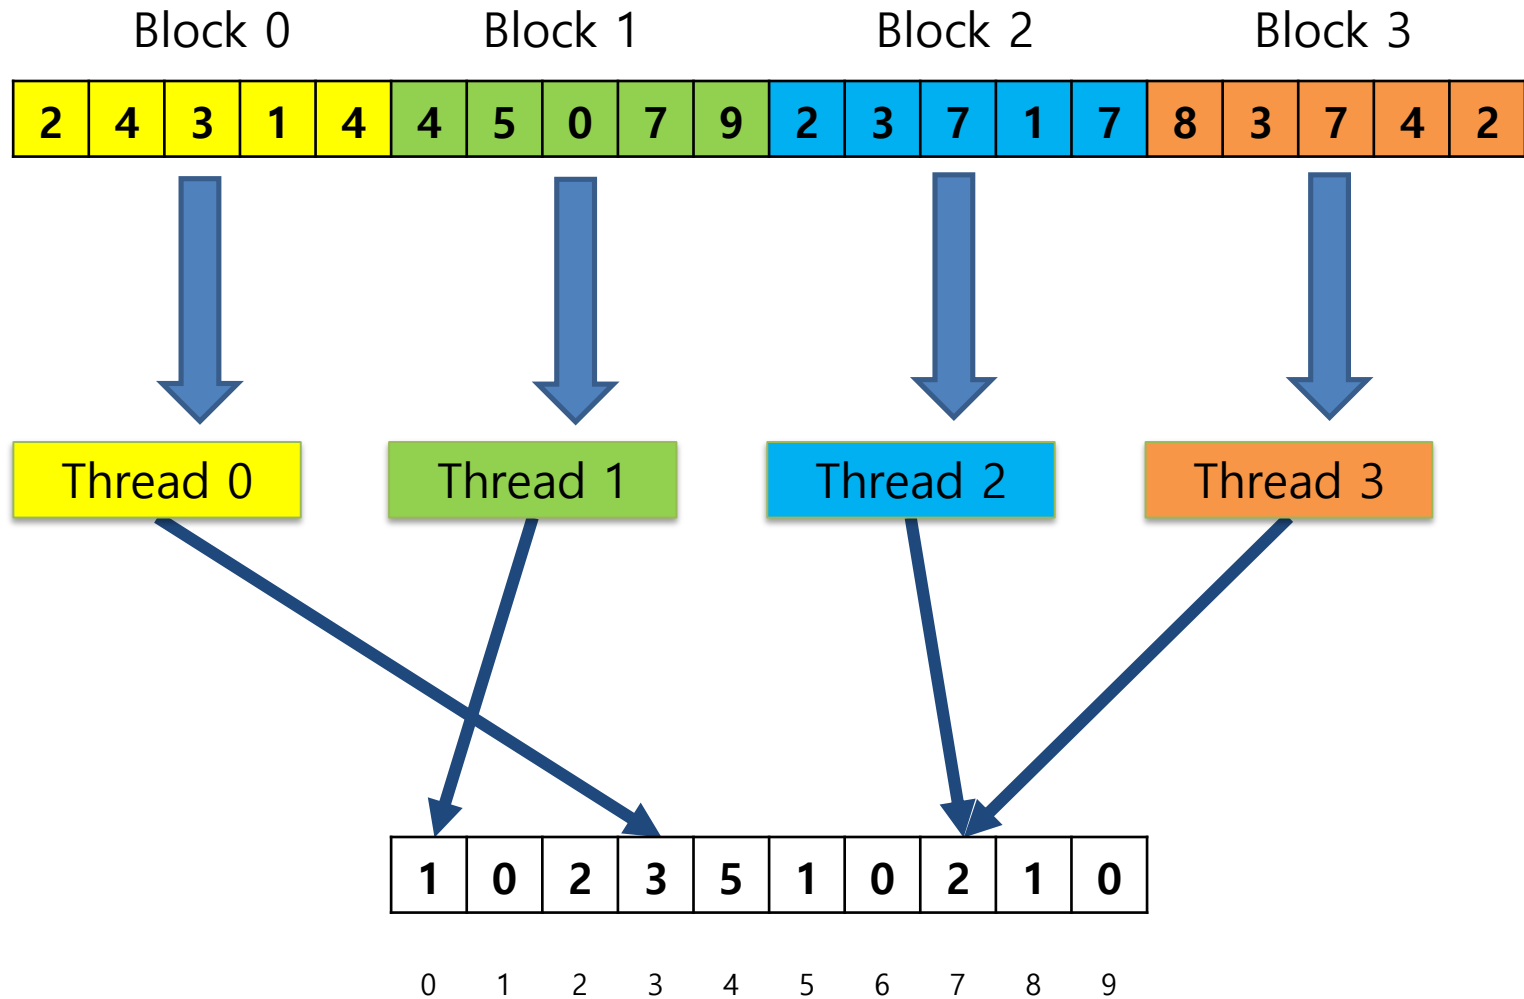 Block 0 Block 1 Block 2 Block 3
2 4 3 1 4 4 5 0 7 9 2 3 7 1 7 8 3 7 4 2
Thread 0 Thread 1 Thread 2 Thread 3
1 0 2 3 5 1 0 2 1 0
0 1 2 3 4 5 6 7 8 9